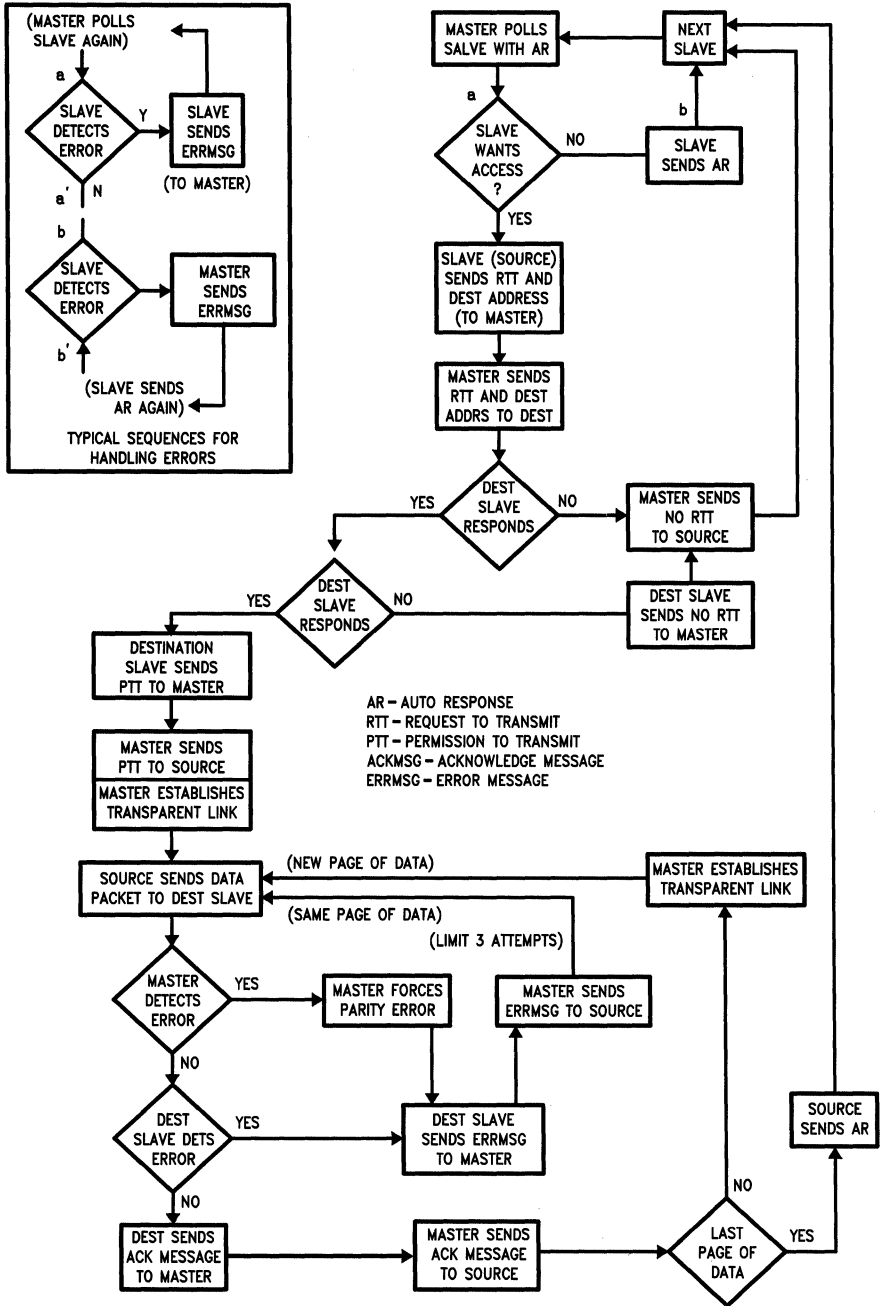 (MASTER POLLS
SLAVE AGAIN)
a
SLAVE
DETECTS
ERROR
Y
SLAVE
SENDS
ERRMSG
(TO MASTER)
a'
N
b
SLAVE
DETECTS
ERROR
MASTER
SENDS
ERRMSG
b'
(SLAVE SENDS
AR AGAIN)
TYPICAL SEQUENCES FOR
HANDLING ERRORS
MASTER POLLS
SALVE WITH AR
NEXT
SLAVE
a
b
SLAVE
WANTS
ACCESS
?
NO
SLAVE
SENDS AR
YES
SLAVE (SOURCE)
SENDS RTT AND
DEST ADDRESS
(TO MASTER)
MASTER SENDS
RTT AND DEST
ADDRS TO DEST
YES
DEST
SLAVE
RESPONDS
NO
MASTER SENDS
NO RTT
TO SOURCE
YES
DEST
SLAVE
RESPONDS
NO
DEST SLAVE
SENDS NO RTT
TO MASTER
DESTINATION
SLAVE SENDS
PTT TO MASTER
AR – AUTO RESPONSE
RTT – REQUEST TO TRANSMIT
PTT – PERMISSION TO TRANSMIT
ACKMSG – ACKNOWLEDGE MESSAGE
ERRMSG – ERROR MESSAGE
MASTER SENDS
PTT TO SOURCE
MASTER ESTABLISHES
TRANSPARENT LINK
SOURCE SENDS DATA
PACKET TO DEST SLAVE
(NEW PAGE OF DATA)
MASTER ESTABLISHES
TRANSPARENT LINK
(SAME PAGE OF DATA)
(LIMIT 3 ATTEMPTS)
MASTER
DETECTS
ERROR
YES
MASTER FORCES
PARITY ERROR
MASTER SENDS
ERRMSG TO SOURCE
NO
DEST
SLAVE DETS
ERROR
YES
DEST SLAVE
SENDS ERRMSG
TO MASTER
SOURCE
SENDS AR
NO
DEST SENDS
ACK MESSAGE
TO MASTER
MASTER SENDS
ACK MESSAGE
TO SOURCE
NO
LAST
PAGE OF
DATA
YES